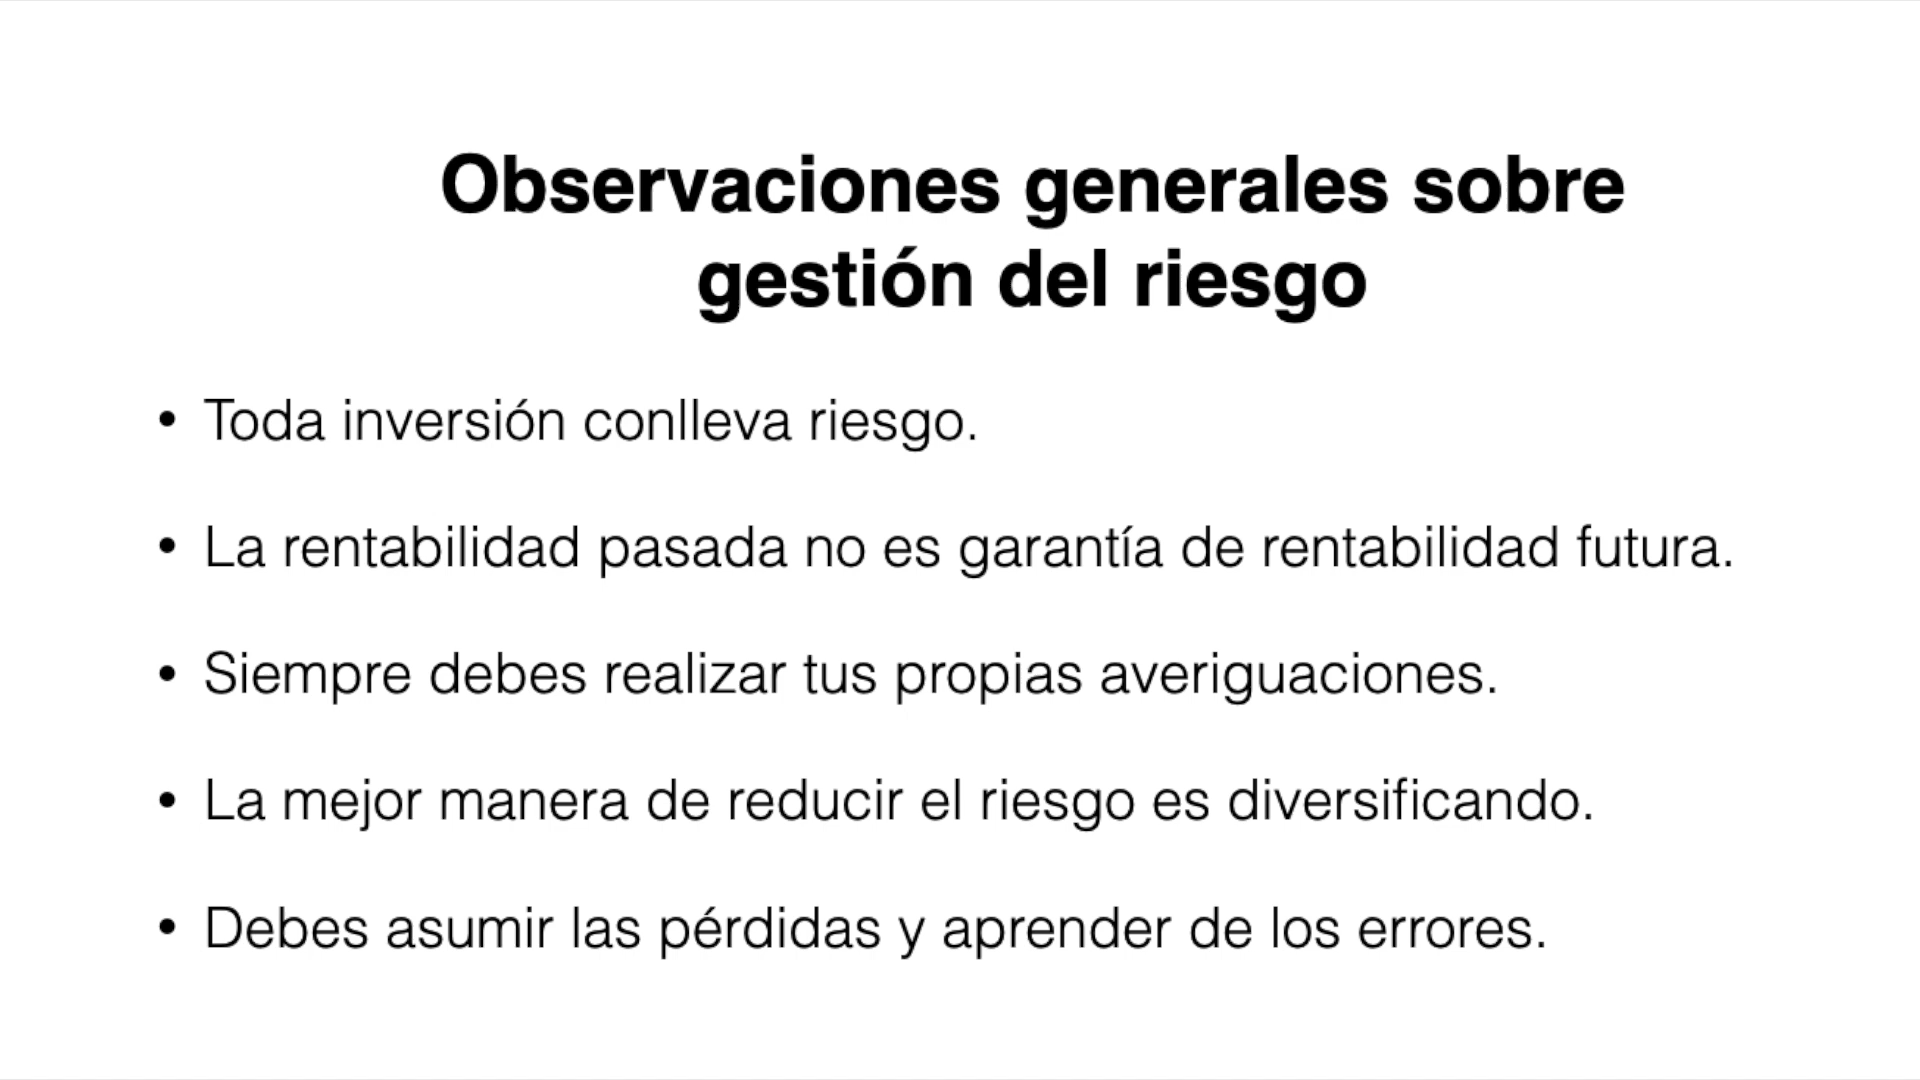 Observaciones generales sobre
gestión del riesgo
• Toda inversión conlleva riesgo.
• La rentabilidad pasada no es garantía de rentabilidad futura.
• Siempre debes realizar tus propias averiguaciones.
• La mejor manera de reducir el riesgo es diversificando.
• Debes asumir las pérdidas y aprender de los errores.